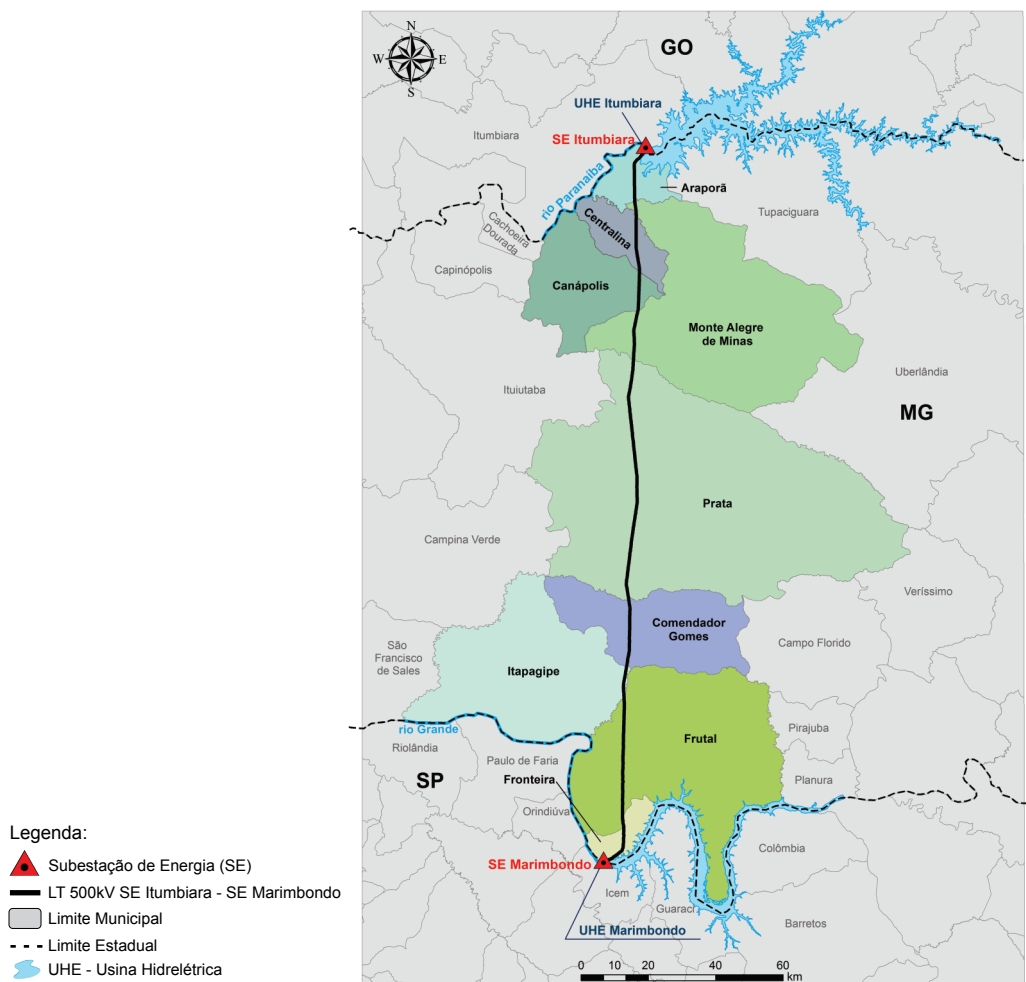 N
W
E
S
GO
UHE Itumbiara
SE Itumbiara
Itumbiara
rio Paranaiba
Araporã
Tupaciguara
Centralina
Cachoeira
Dourada
Capinópolis
Canápolis
Monte Alegre
de Minas
Uberlândia
Ituiutaba
MG
Prata
Campina Verde
Veríssimo
Comendador
Gomes
Campo Florido
São
Francisco
de Sales
Itapagipe
rio Grande
Riolândia
Pirajuba
Frutal
Paulo de Faria
SP
Fronteira
Planura
Orindiúva
Colômbia
SE Marimbondo
Icem
Guaraci
Barretos
UHE Marimbondo
0 10 20 40 60
km
Legenda:
Subestação de Energia (SE)
LT 500kV SE Itumbiara - SE Marimbondo
Limite Municipal
Limite Estadual
UHE - Usina Hidrelétrica